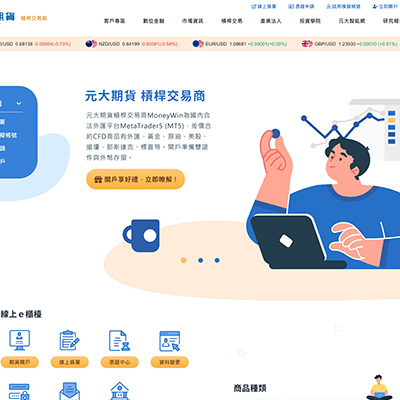 線上簽署 憑證申請 試用模擬帳號 立即開戶
期貨 槓桿交易商
客戶專區 數位金融 市場資訊 槓桿交易 產業法人 投資學院 元大超能網 研究報
/USD 0.68138 -0.00504(-0.73%) NZD/USD 0.64199 -0.00381(-0.59%) EUR/USD 1.09681 +0.00001(+0.00%) GBP/USD 1.23930 +0.00010 (+0.01%)
元大期貨 槓桿交易商
元大期貨槓桿交易商MoneyWin為國內合
法外匯平台MetaTrader5 (MT5)，差價合
約CFD商品有外匯、黃金、原油、美股、
道瓊、那斯達克、標普等。開戶準備雙證
件與外幣存摺。
開戶享好禮，立即瞭解！
線上ｅ櫃檯
期貨開戶 線上簽署 憑證中心 資料變更
商品種類